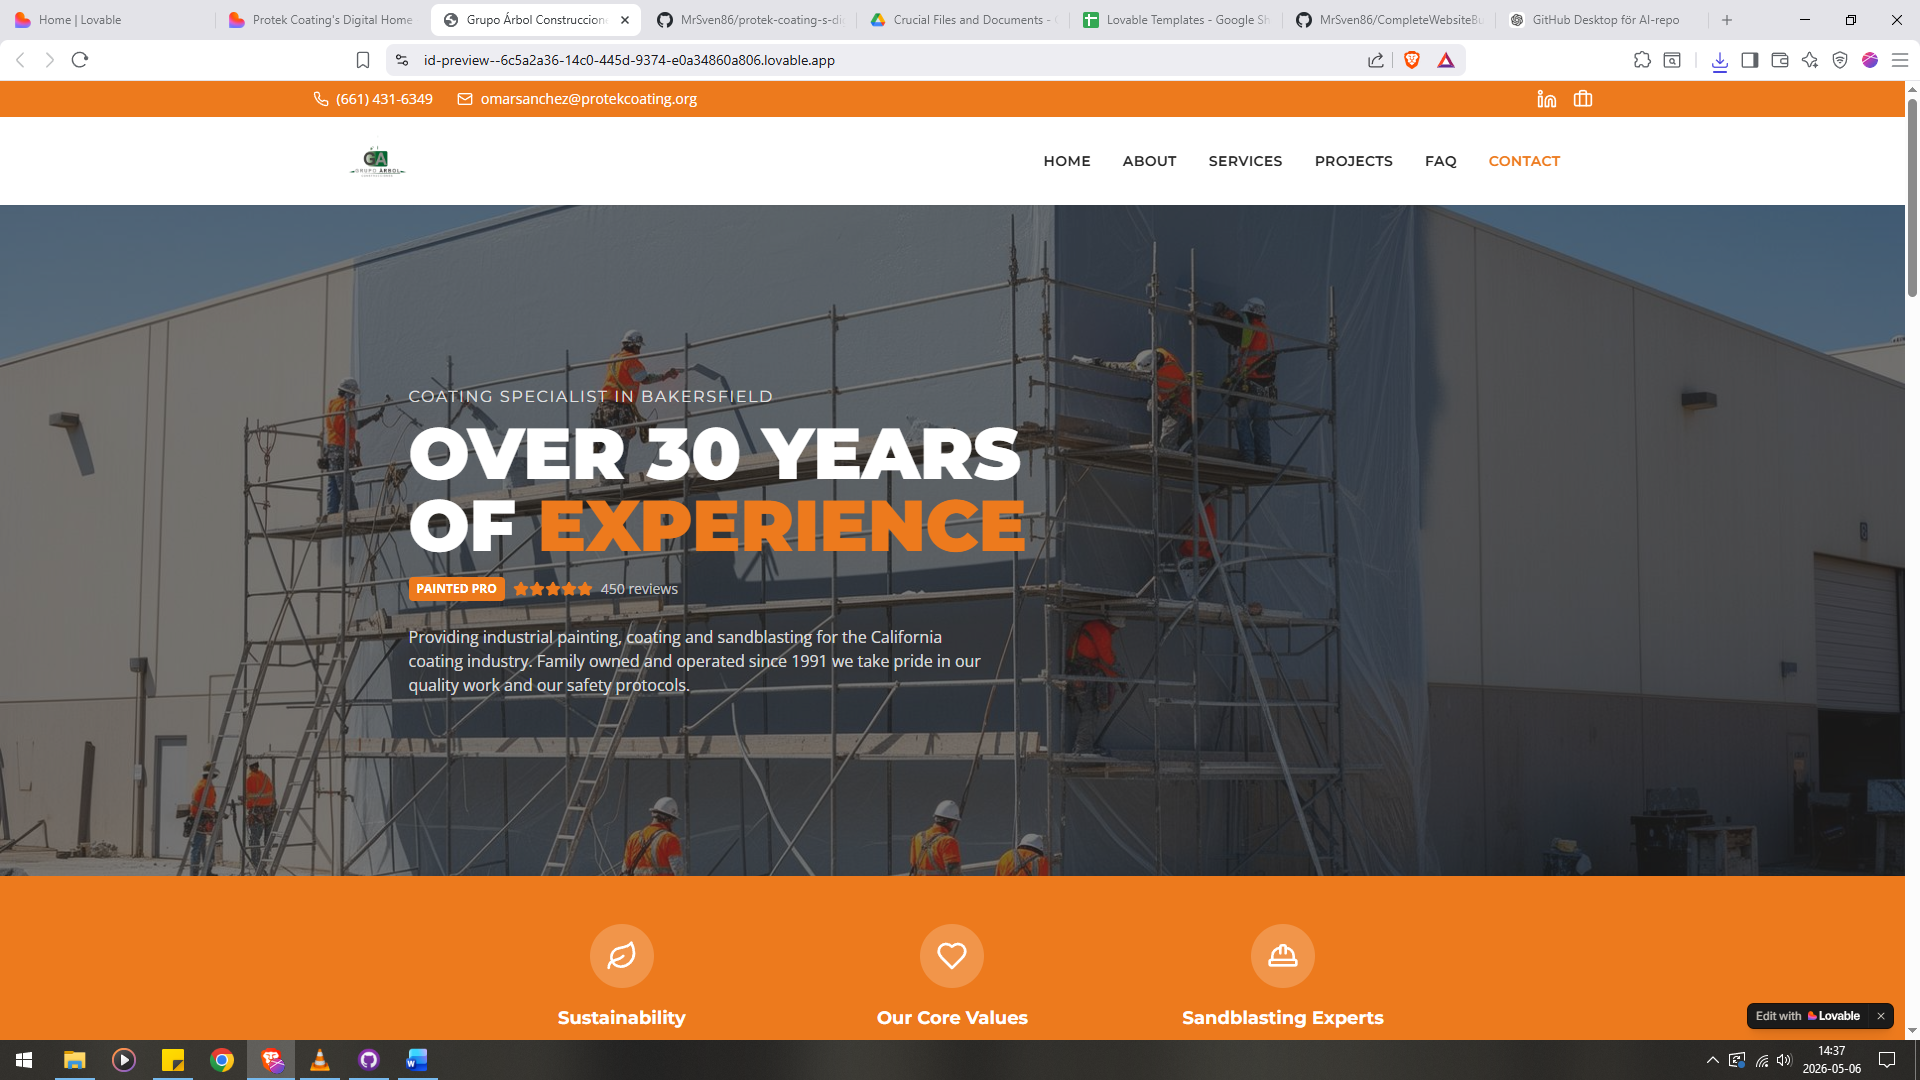 Home | Lovable
Protek Coating's Digital Home
Grupo Árbol Construccion
MrSven86/protek-coating-s-di
Crucial Files and Documents -
Lovable Templates - Google Sh
MrSven86/CompleteWebsiteBu
GitHub Desktop för AI-repo
id-preview--6c5a2a36-14c0-445d-9374-e0a34860a806.lovable.app
(661) 431-6349
omarsanchez@protekcoating.org
GA
GRUPO ÁRBOL
HOME
ABOUT
SERVICES
PROJECTS
FAQ
CONTACT
COATING SPECIALIST IN BAKERSFIELD
OVER 30 YEARS
OF EXPERIENCE
PAINTED PRO
450 reviews
Providing industrial painting, coating and sandblasting for the California
coating industry. Family owned and operated since 1991 we take pride in our
quality work and our safety protocols.
Sustainability
Our Core Values
Sandblasting Experts
Edit with Lovable
14:37
2026-05-06